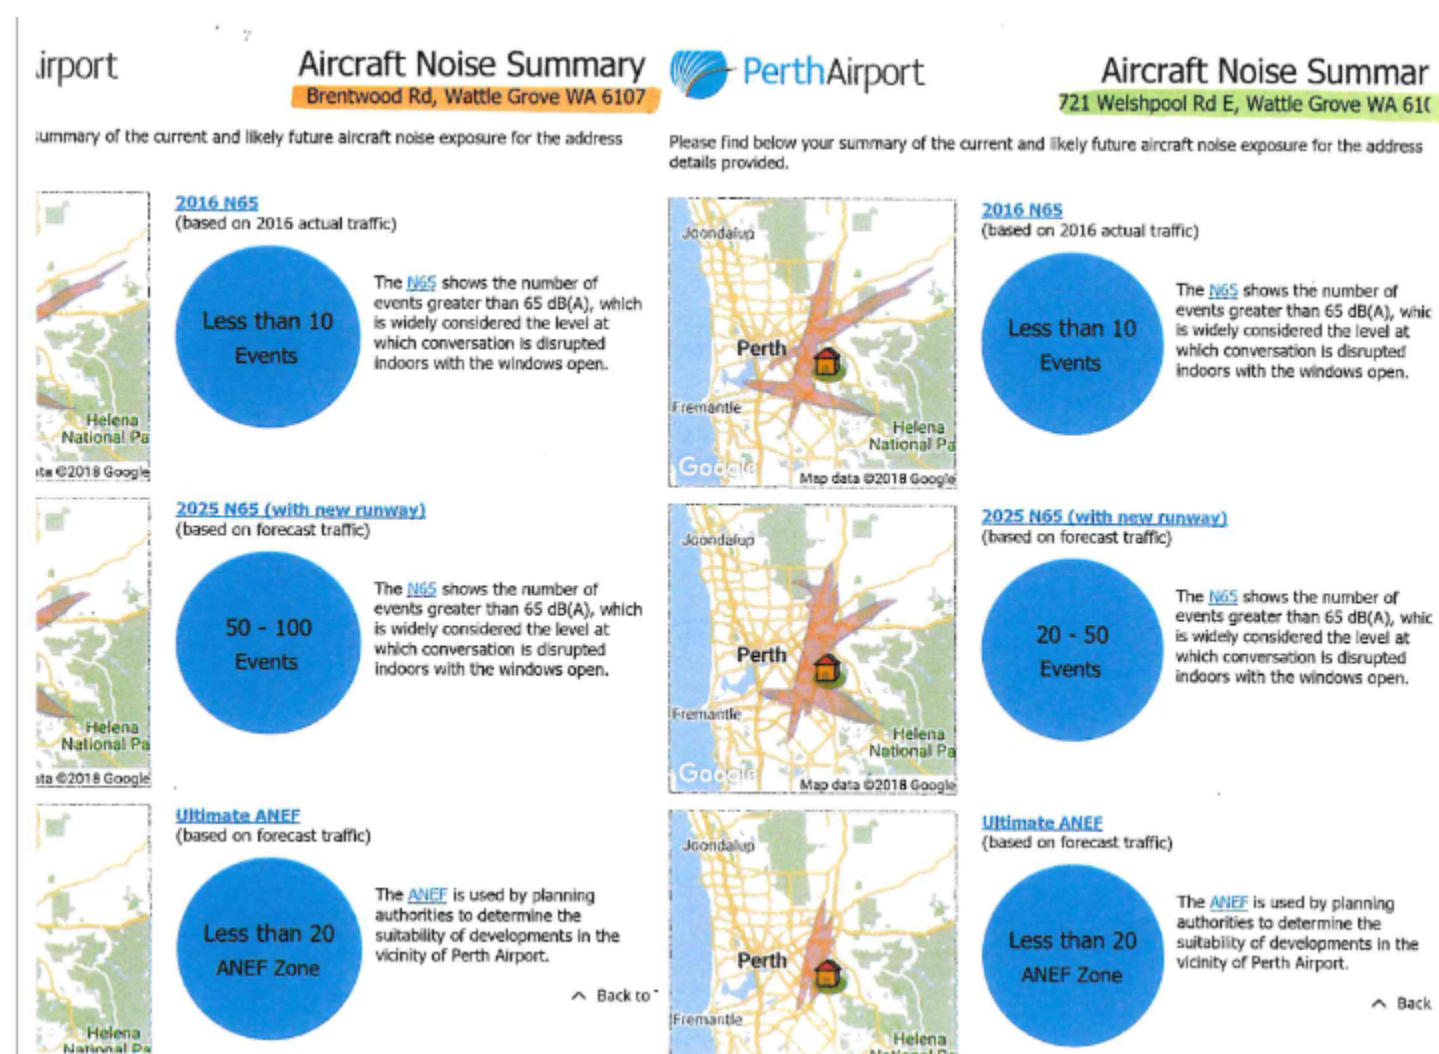 Airport
Aircraft Noise Summary
Brentwood Rd, Wattle Grove WA 6107
summary of the current and likely future aircraft noise exposure for the address
2016 N65
(based on 2016 actual traffic)
Less than 10
Events
The N65 shows the number of
events greater than 65 dB(A), which
is widely considered the level at
which conversation is disrupted
indoors with the windows open.
Helena
National Pa
ta ©2018 Google
2025 N65 (with new runway)
(based on forecast traffic)
50 - 100
Events
The N65 shows the number of
events greater than 65 dB(A), which
is widely considered the level at
which conversation is disrupted
indoors with the windows open.
Helena
National Pa
ata ©2018 Google
Ultimate ANEF
(based on forecast traffic)
Less than 20
ANEF Zone
The ANEF is used by planning
authorities to determine the
suitability of developments in the
vicinity of Perth Airport.
Back to
Helena
National Pa
Perth Airport
Aircraft Noise Summar
721 Welshpool Rd E, Wattle Grove WA 610
Please find below your summary of the current and likely future aircraft noise exposure for the address
details provided.
Joondalup
Perth
Fremantle
Helena
National Pa
Google
Map data ©2018 Google
2016 N65
(based on 2016 actual traffic)
Less than 10
Events
The N65 shows the number of
events greater than 65 dB(A), whic
is widely considered the level at
which conversation is disrupted
indoors with the windows open.
Joondalup
Perth
Fremantle
Helena
National Pa
Google
Map data ©2018 Google
2025 N65 (with new runway)
(based on forecast traffic)
20 - 50
Events
The N65 shows the number of
events greater than 65 dB(A), whic
is widely considered the level at
which conversation is disrupted
indoors with the windows open.
Joondalup
Perth
Fremantle
Helena
National Pa
Ultimate ANEF
(based on forecast traffic)
Less than 20
ANEF Zone
The ANEF is used by planning
authorities to determine the
suitability of developments in the
vicinity of Perth Airport.
Back